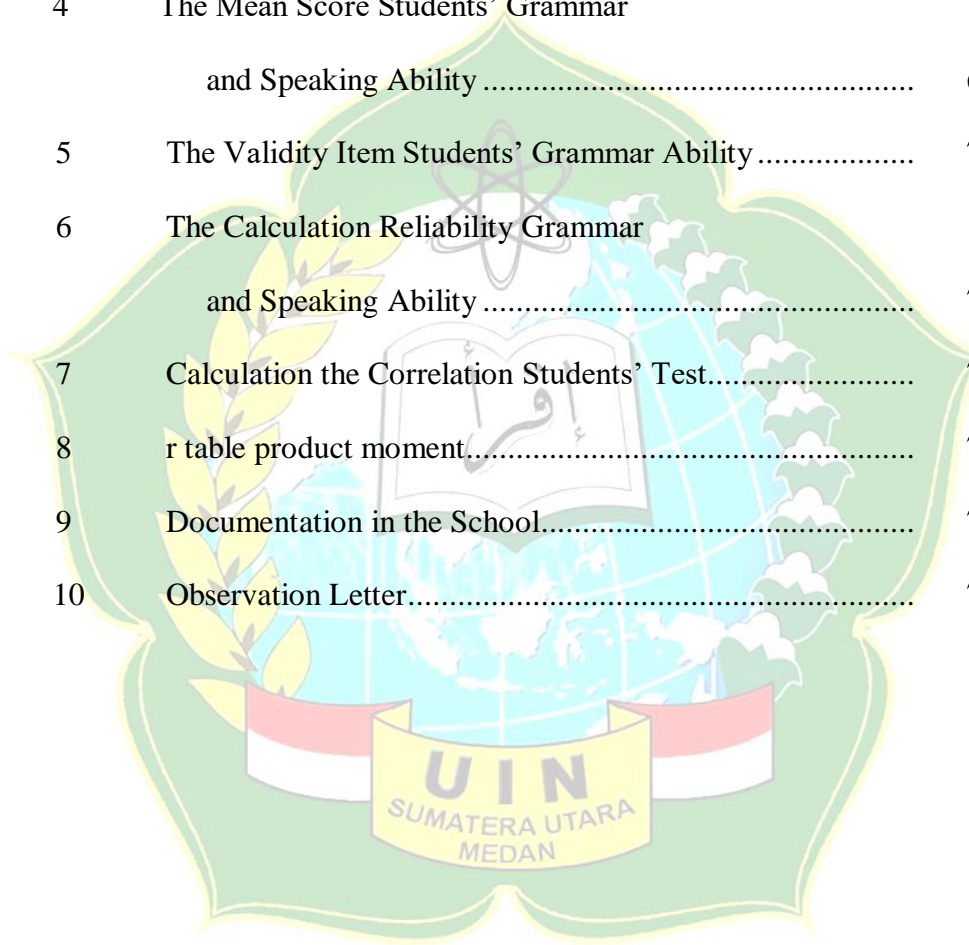 4 The Mean Score Students' Grammar
and Speaking Ability ..................................................
5 The Validity Item Students' Grammar Ability ..................
6 The Calculation Reliability Grammar
and Speaking Ability ..................................................
7 Calculation the Correlation Students' Test........................
8 r table product moment....................................................
9 Documentation in the School...........................................
10 Observation Letter...........................................................
إقرأ
UIN
SUMATERA UTARA
MEDAN